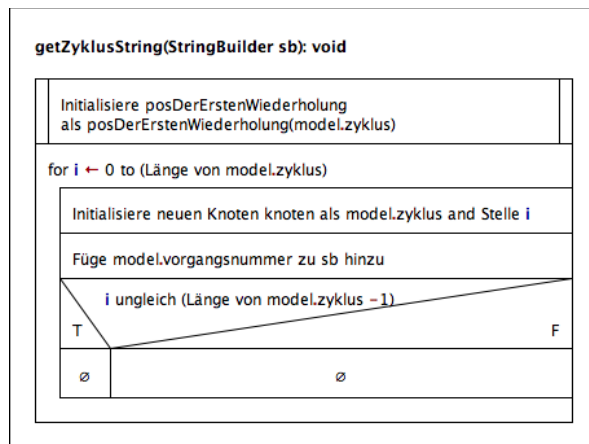 getZyklusString(StringBuilder sb): void
Initialisiere posDerErstenWiederholung
als posDerErstenWiederholung(model.zyklus)
for i ← 0 to (Länge von model.zyklus)
Initialisiere neuen Knoten knoten als model.zyklus and Stelle i
Füge model.vorgangsnummer zu sb hinzu
i ungleich (Länge von model.zyklus −1)
T F
∅ ∅